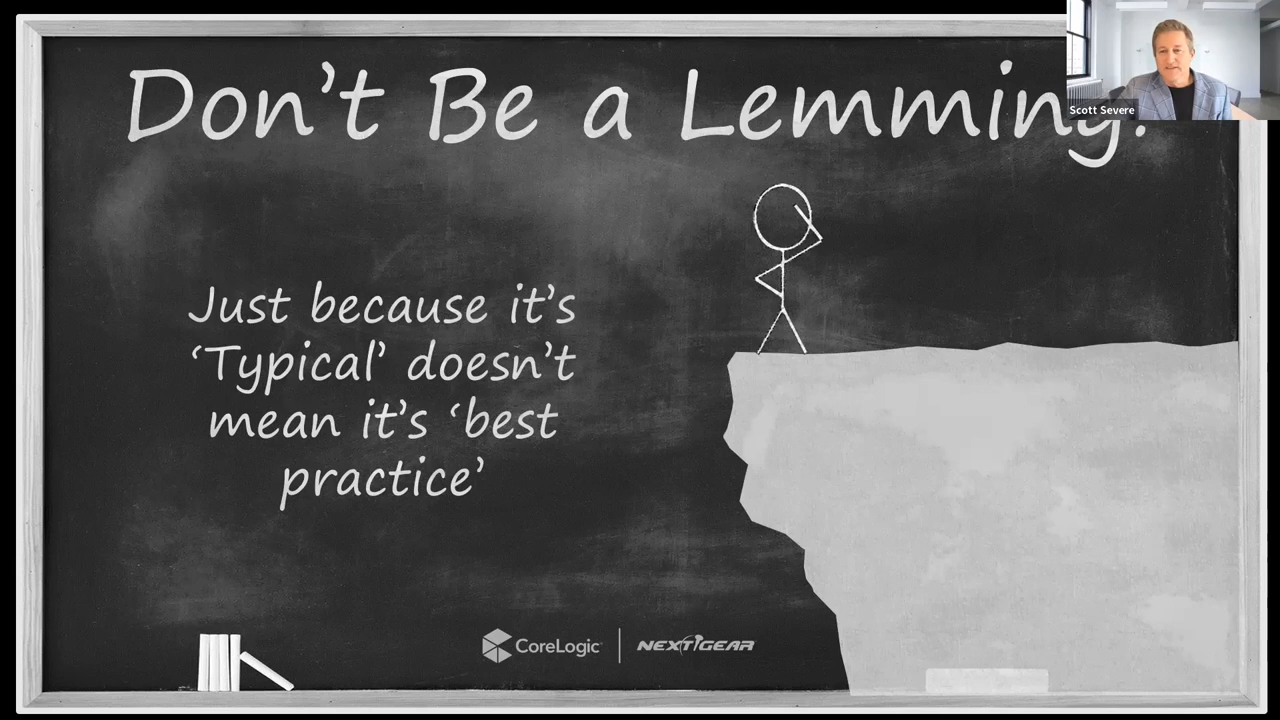 Don't Be a Lemming!
Scott Severe
Just because it's
‘Typical’ doesn't
mean it's ‘best
practice’
CoreLogic | NEXTGEAR